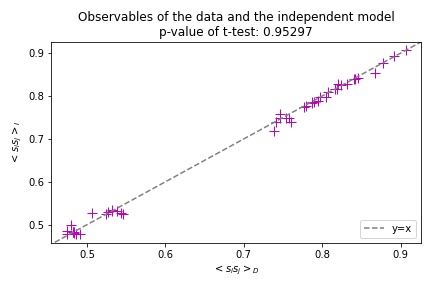 Observables of the data and the independent model
p-value of t-test: 0.95297
0.9
0.8
0.7
0.6
0.5
< s_i s_j >_I
y=x
0.5 0.6 0.7 0.8 0.9
< s_i s_j >_D